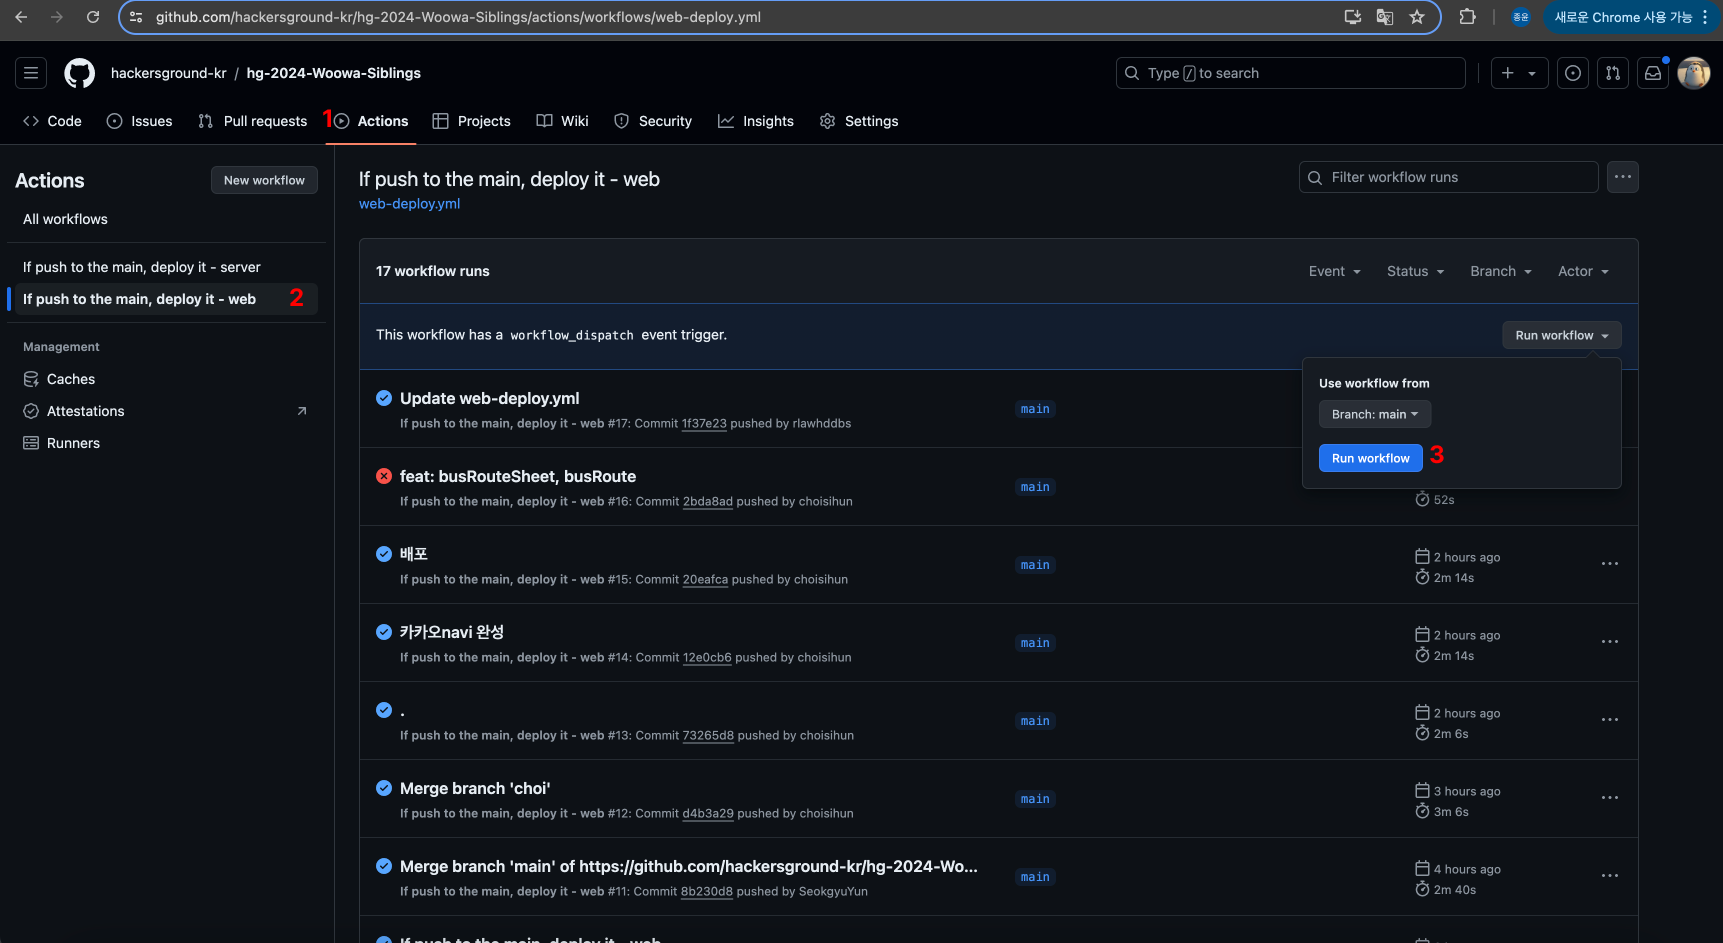 github.com/hackersground-kr/hg-2024-Woowa-Siblings/actions/workflows/web-deploy.yml
종윤
새로운 Chrome 사용 가능
hackersground-kr / hg-2024-Woowa-Siblings
Type / to search
Code
Issues
Pull requests
1
Actions
Projects
Wiki
Security
Insights
Settings
Actions
New workflow
All workflows
If push to the main, deploy it - server
If push to the main, deploy it - web
2
Management
Caches
Attestations
Runners
If push to the main, deploy it - web
web-deploy.yml
Filter workflow runs
17 workflow runs
Event
Status
Branch
Actor
This workflow has a workflow_dispatch event trigger.
Run workflow
Use workflow from
Branch: main
Run workflow
3
Update web-deploy.yml
If push to the main, deploy it - web #17: Commit 1f37e23 pushed by rlawhddbs
main
feat: busRouteSheet, busRoute
If push to the main, deploy it - web #16: Commit 2bda8ad pushed by choisihun
main
52s
배포
If push to the main, deploy it - web #15: Commit 20eafca pushed by choisihun
main
2 hours ago
2m 14s
카카오navi 완성
If push to the main, deploy it - web #14: Commit 12e0cb6 pushed by choisihun
main
2 hours ago
2m 14s
.
If push to the main, deploy it - web #13: Commit 73265d8 pushed by choisihun
main
2 hours ago
2m 6s
Merge branch 'choi'
If push to the main, deploy it - web #12: Commit d4b3a29 pushed by choisihun
main
3 hours ago
3m 6s
Merge branch 'main' of https://github.com/hackersground-kr/hg-2024-Wo...
If push to the main, deploy it - web #11: Commit 8b230d8 pushed by SeokgyuYun
main
4 hours ago
2m 40s
If push to the main, deploy it - web